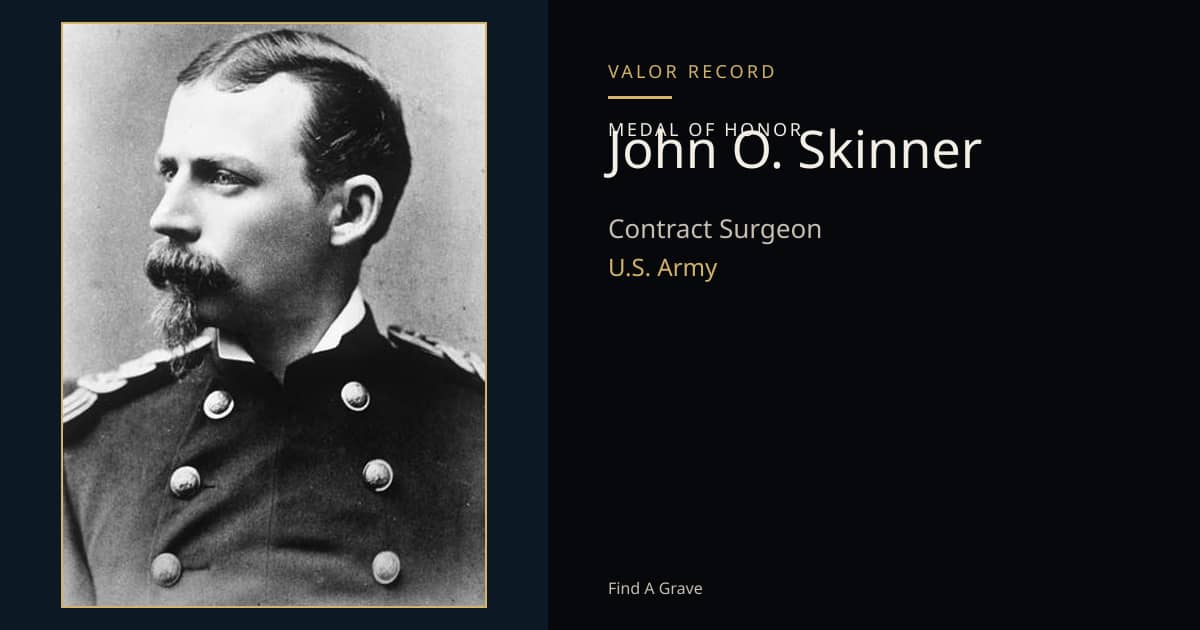 VALOR RECORD
MEDAL OF HONOR
John O. Skinner
Contract Surgeon
U.S. Army
Find A Grave